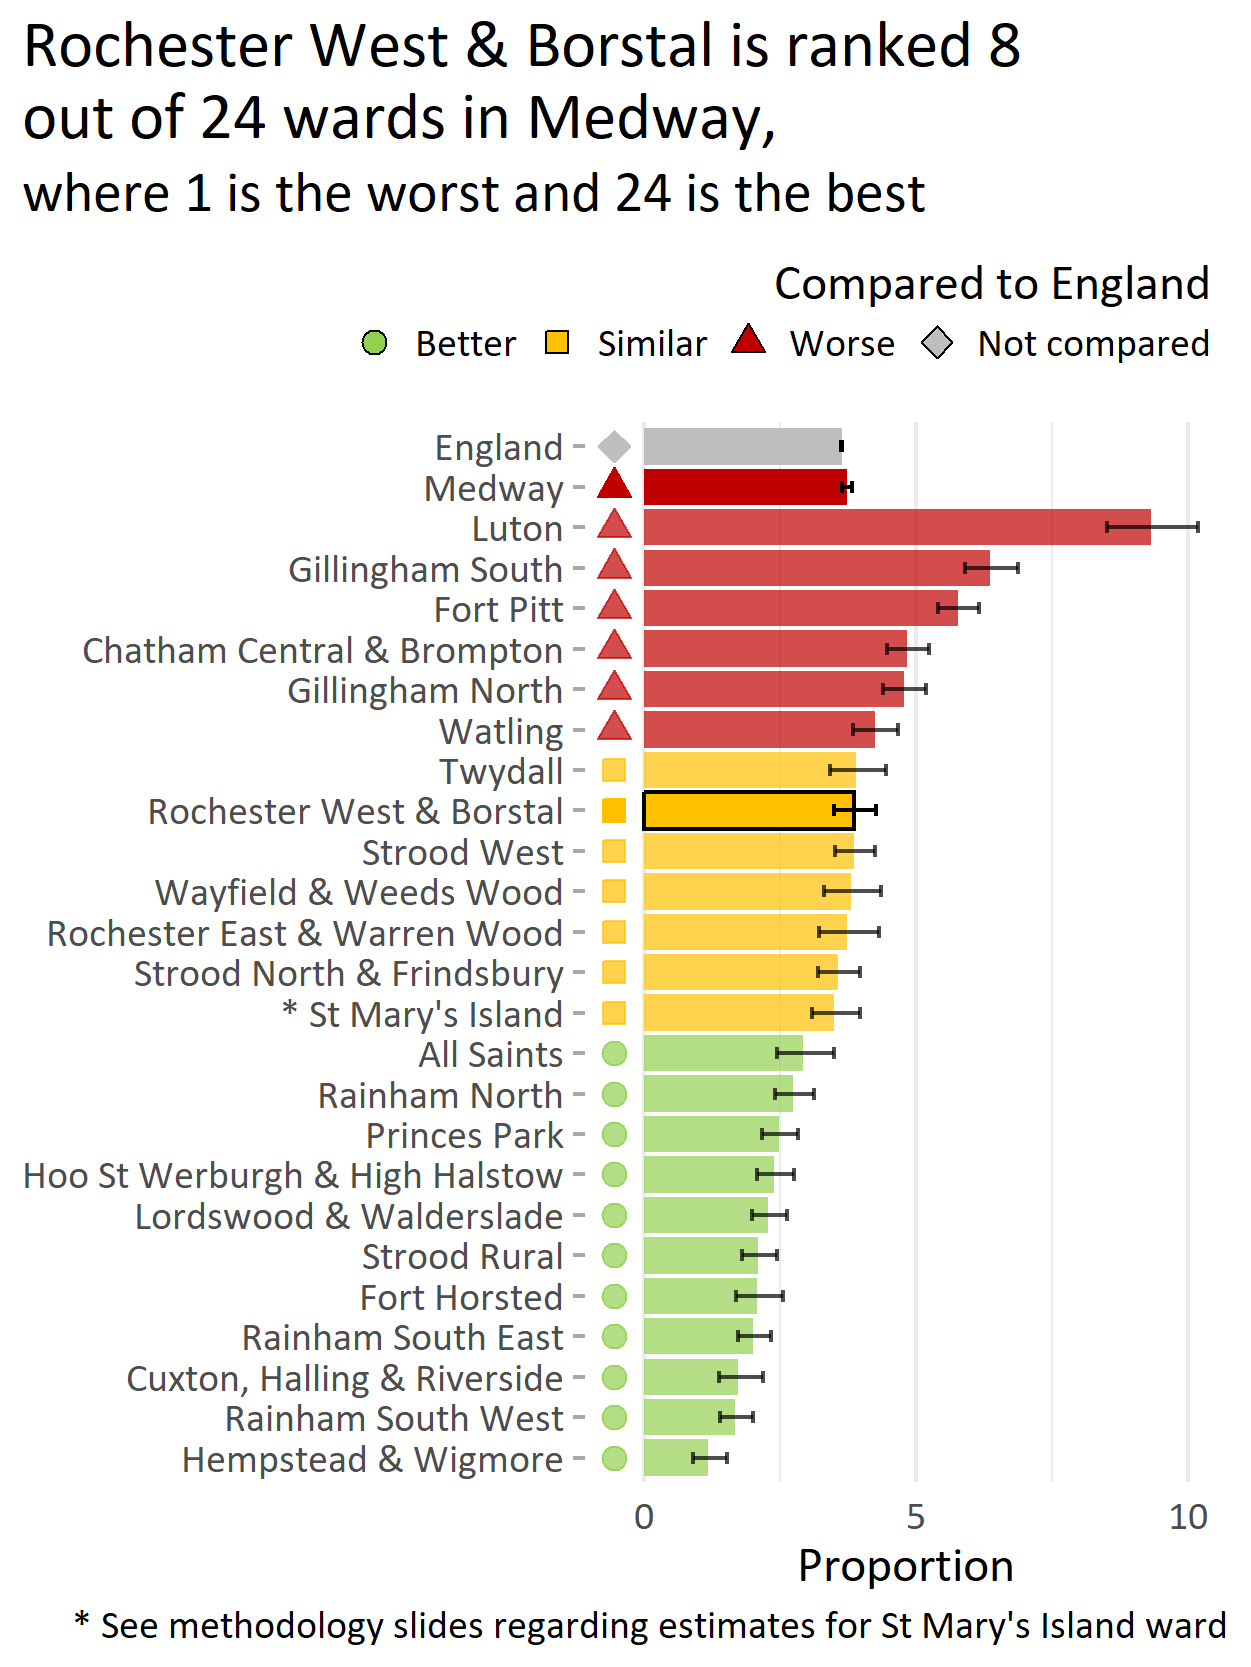 Rochester West & Borstal is ranked 8
out of 24 wards in Medway,
where 1 is the worst and 24 is the best
Compared to England
Better Similar Worse Not compared
England
Medway
Luton
Gillingham South
Fort Pitt
Chatham Central & Brompton
Gillingham North
Watling
Twydall
Rochester West & Borstal
Strood West
Wayfield & Weeds Wood
Rochester East & Warren Wood
Strood North & Frindsbury
* St Mary's Island
All Saints
Rainham North
Princes Park
Hoo St Werburgh & High Halstow
Lordswood & Walderslade
Strood Rural
Fort Horsted
Rainham South East
Cuxton, Halling & Riverside
Rainham South West
Hempstead & Wigmore
0 5 10
Proportion
* See methodology slides regarding estimates for St Mary's Island ward